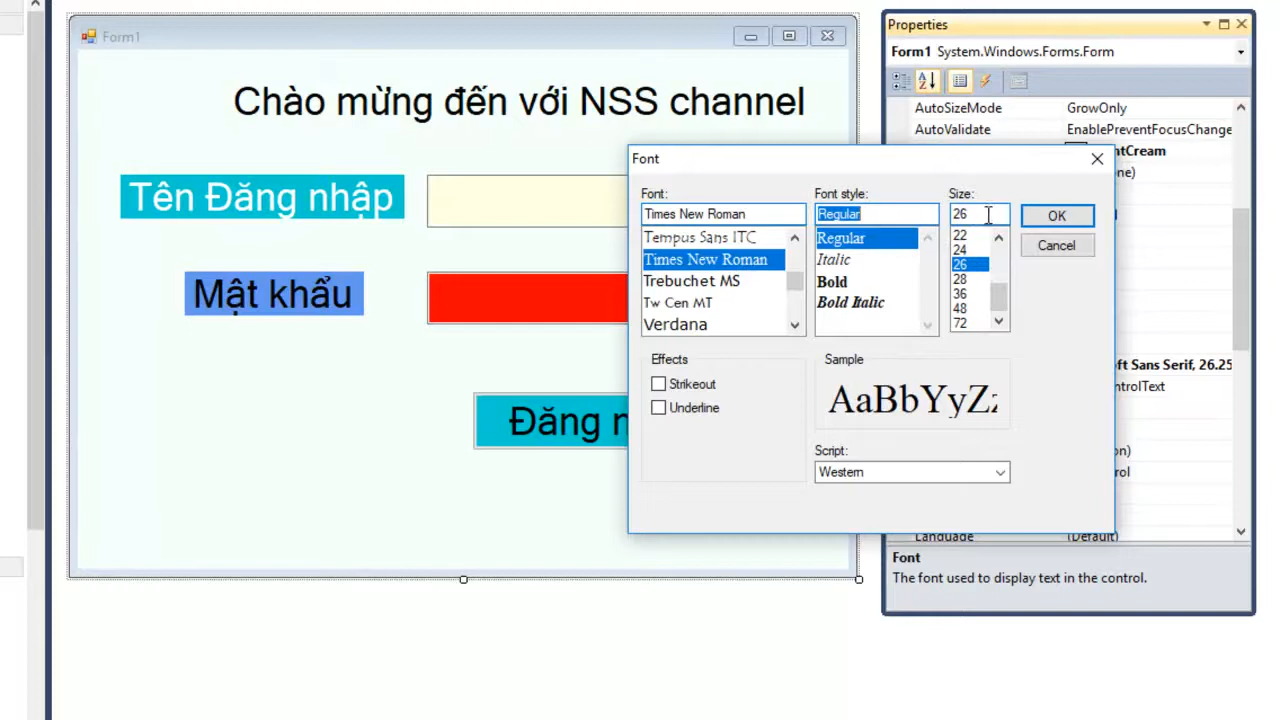 Form1
Chào mừng đến với NSS channel
Tên Đăng nhập
Mật khẩu
Đăng n
Properties
Form1 System.Windows.Forms.Form
AutoSizeMode GrowOnly
AutoValidate EnablePreventFocusChange
ntCream
ne)
ft Sans Serif, 26.25
ntrolText
on)
rol
Language (Default)
Font
The font used to display text in the control.
Font
Font:
Times New Roman
Tempus Sans ITC
Times New Roman
Trebuchet MS
Tw Cen MT
Verdana
Font style:
Regular
Regular
Italic
Bold
Bold Italic
Size:
26
22
24
26
28
36
48
72
OK
Cancel
Effects
Strikeout
Underline
Sample
AaBbYyZz
Script:
Western